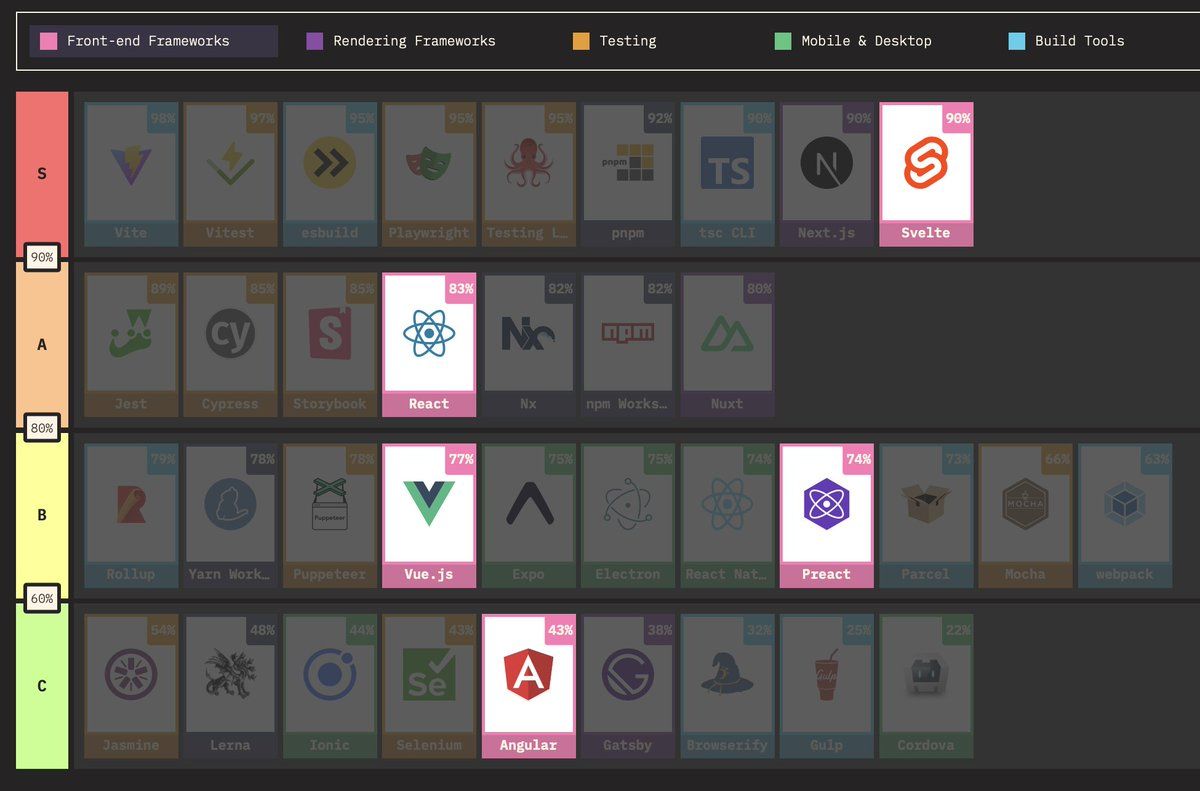 Front-end Frameworks Rendering Frameworks Testing Mobile & Desktop Build Tools
98% 97% 95% 95% 95% 92% 90% 90% 90%
S
pnpm TS N
Vite Vitest esbuild Playwright Testing L… pnpm tsc CLI Next.js Svelte
90%
89% 85% 85% 83% 82% 82% 80%
A
cy S Nx npm
Jest Cypress Storybook React Nx npm Works… Nuxt
80%
79% 78% 78% 77% 75% 75% 74% 74% 73% 66% 63%
B
R Puppeteer MOCHA
Rollup Yarn Work… Puppeteer Vue.js Expo Electron React Nat… Preact Parcel Mocha webpack
60%
54% 48% 44% 43% 43% 38% 32% 25% 22%
C
Se A G Gulp
Jasmine Lerna Ionic Selenium Angular Gatsby Browserify Gulp Cordova